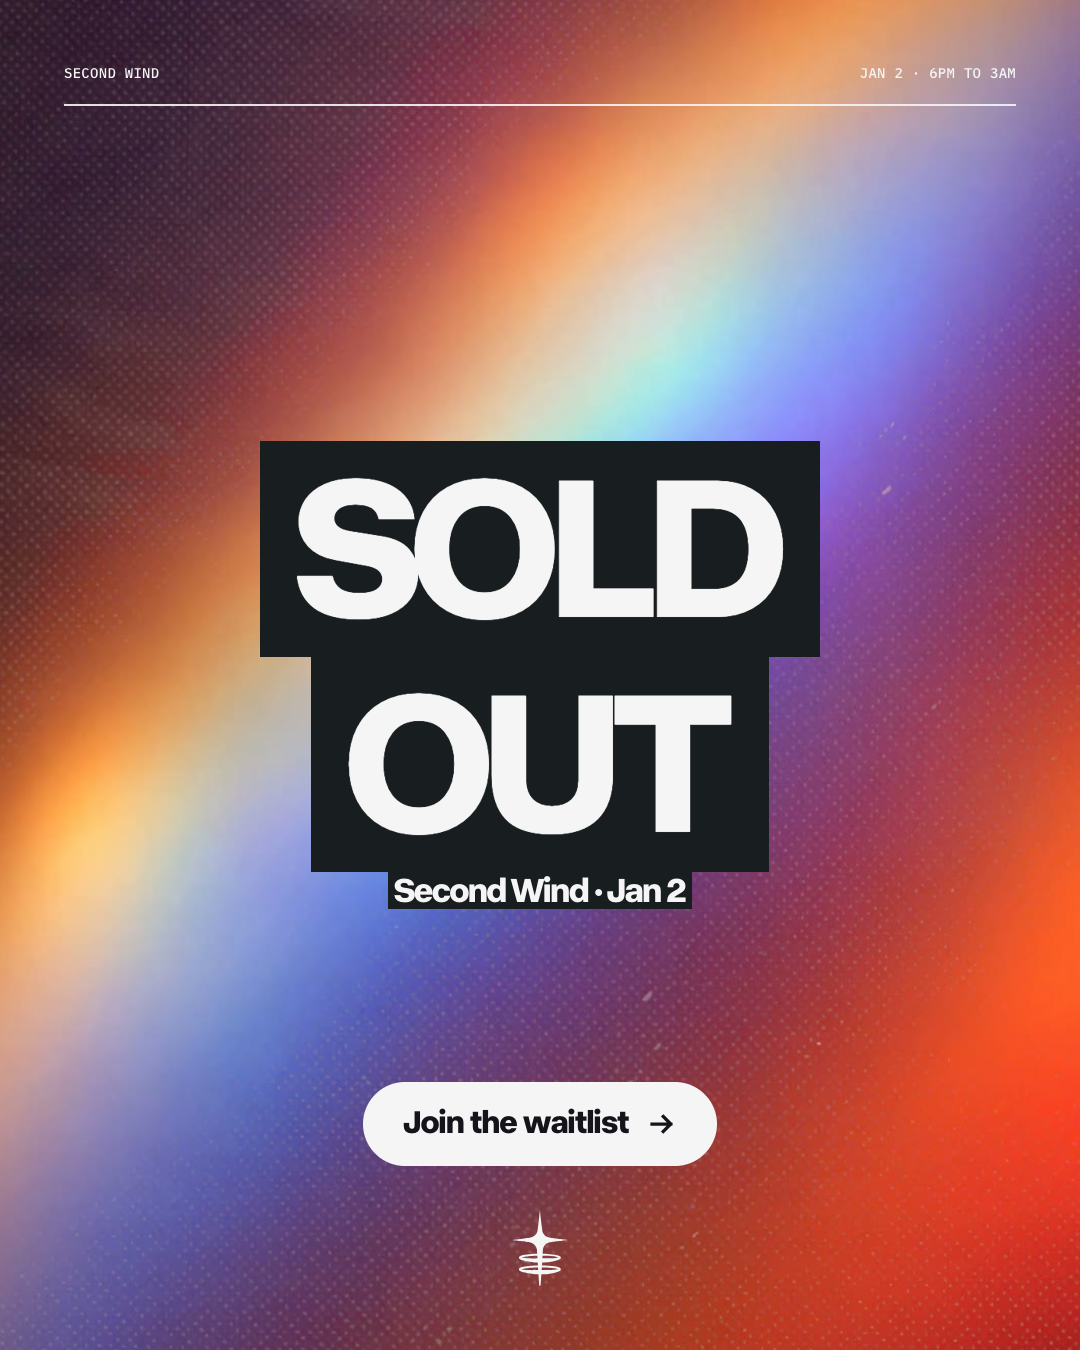 SECOND WIND
JAN 2 · 6PM TO 3AM
SOLD
OUT
Second Wind · Jan 2
Join the waitlist →